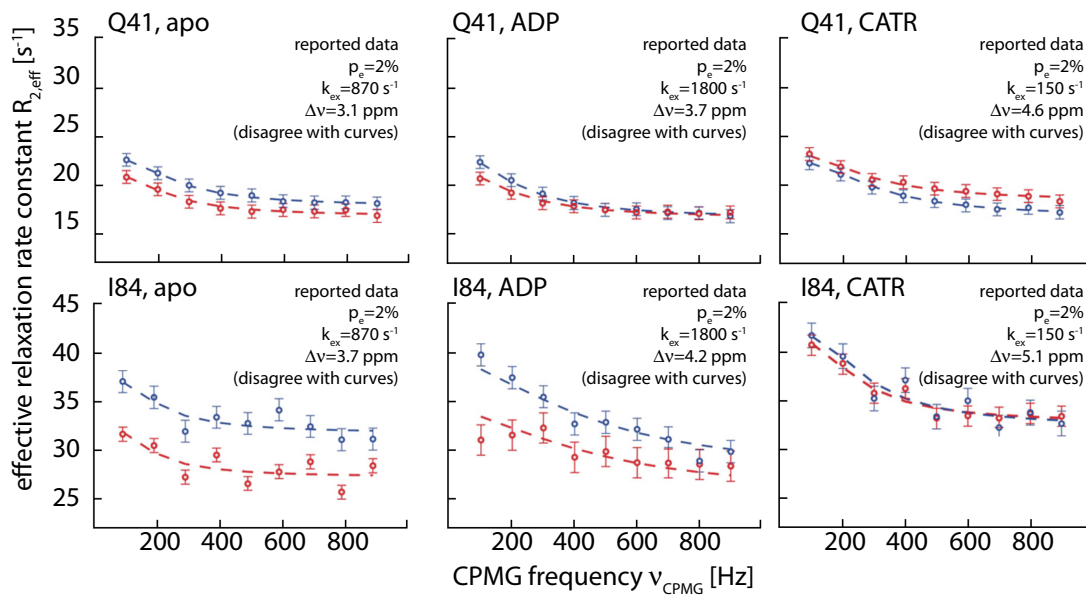 Q41, apo
reported data
pe=2%
kex=870 s-1
Δν=3.1 ppm
(disagree with curves)
Q41, ADP
reported data
pe=2%
kex=1800 s-1
Δν=3.7 ppm
(disagree with curves)
Q41, CATR
reported data
pe=2%
kex=150 s-1
Δν=4.6 ppm
(disagree with curves)
35
30
25
20
15
effective relaxation rate constant R2,eff [s-1]
I84, apo
reported data
pe=2%
kex=870 s-1
Δν=3.7 ppm
(disagree with curves)
I84, ADP
reported data
pe=2%
kex=1800 s-1
Δν=4.2 ppm
(disagree with curves)
I84, CATR
reported data
pe=2%
kex=150 s-1
Δν=5.1 ppm
(disagree with curves)
45
40
35
30
25
200 400 600 800
200 400 600 800
200 400 600 800
CPMG frequency νCPMG [Hz]